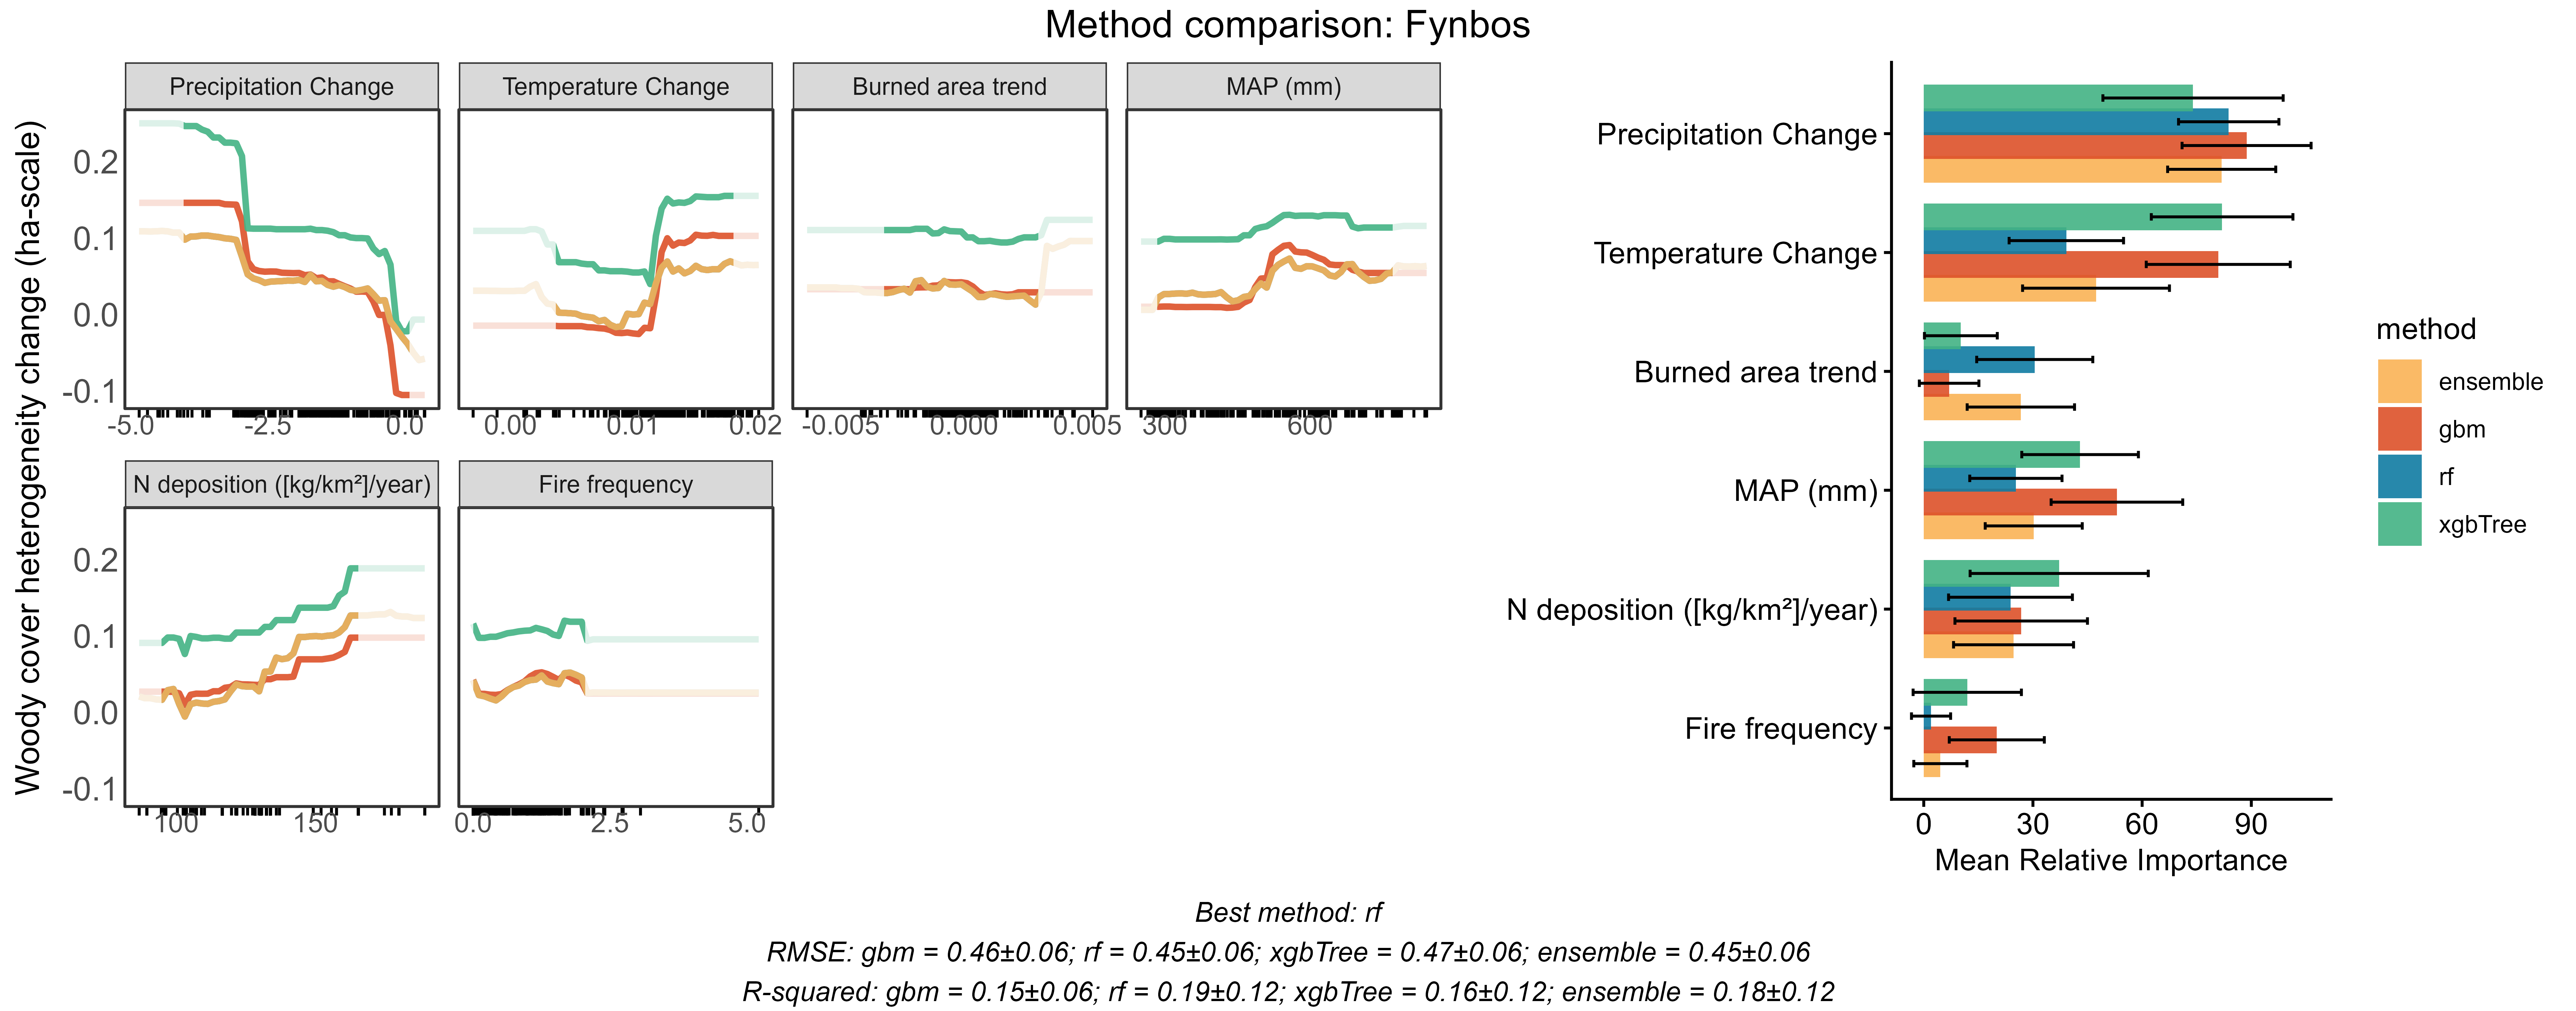 Method comparison: Fynbos
Woody cover heterogeneity change (ha-scale)
Precipitation Change
Temperature Change
Burned area trend
MAP (mm)
0.2
0.1
0.0
-0.1
-5.0 -2.5 0.0
0.00 0.01 0.02
-0.005 0.000 0.005
300 600
N deposition ([kg/km²]/year)
Fire frequency
0.2
0.1
0.0
-0.1
100 150
0.0 2.5 5.0
Precipitation Change
Temperature Change
Burned area trend
MAP (mm)
N deposition ([kg/km²]/year)
Fire frequency
0 30 60 90
Mean Relative Importance
method
ensemble
gbm
rf
xgbTree
Best method: rf
RMSE: gbm = 0.46±0.06; rf = 0.45±0.06; xgbTree = 0.47±0.06; ensemble = 0.45±0.06
R-squared: gbm = 0.15±0.06; rf = 0.19±0.12; xgbTree = 0.16±0.12; ensemble = 0.18±0.12